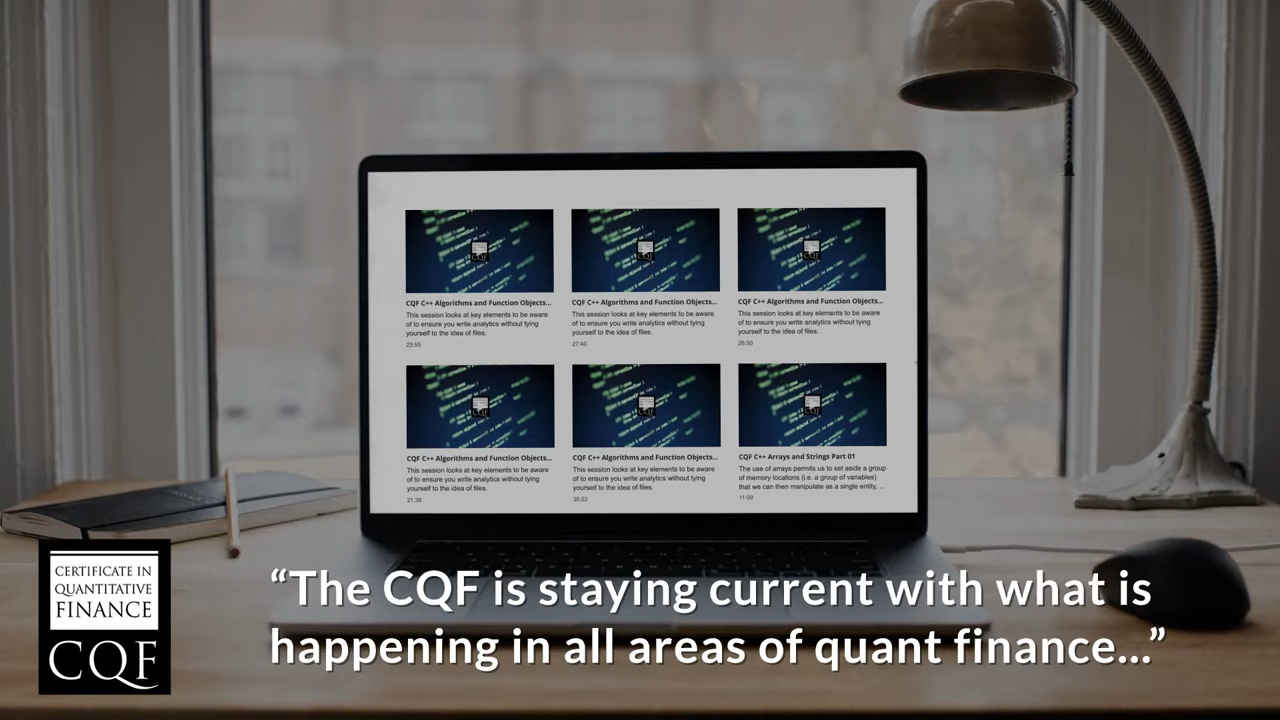 CQF C++ Algorithms and Function Objects...
This session looks at key elements to be aware
of to ensure you write analytics without tying
yourself to the idea of files.
23:55
CQF C++ Algorithms and Function Objects...
This session looks at key elements to be aware
of to ensure you write analytics without tying
yourself to the idea of files.
27:40
CQF C++ Algorithms and Function Objects...
This session looks at key elements to be aware
of to ensure you write analytics without tying
yourself to the idea of files.
26:50
CQF C++ Algorithms and Function Objects...
This session looks at key elements to be aware
of to ensure you write analytics without tying
yourself to the idea of files.
21:36
CQF C++ Algorithms and Function Objects...
This session looks at key elements to be aware
of to ensure you write analytics without tying
yourself to the idea of files.
35:22
CQF C++ Arrays and Strings Part 01
The use of arrays permits us to set aside a group
of memory locations (i.e. a group of variables)
that we can then manipulate as a single entity, ...
11:09
CERTIFICATE IN
QUANTITATIVE
FINANCE
CQF
“The CQF is staying current with what is
happening in all areas of quant finance...”